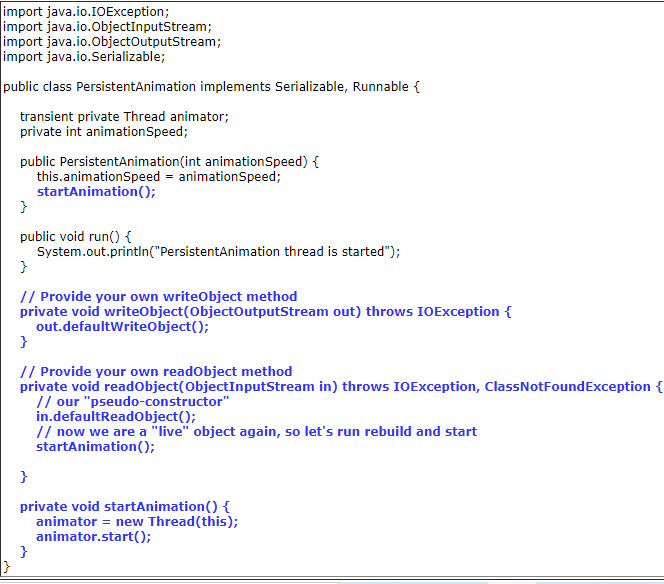 import java.io.IOException;
import java.io.ObjectInputStream;
import java.io.ObjectOutputStream;
import java.io.Serializable;

public class PersistentAnimation implements Serializable, Runnable {

    transient private Thread animator;
    private int animationSpeed;

    public PersistentAnimation(int animationSpeed) {
        this.animationSpeed = animationSpeed;
        startAnimation();
    }

    public void run() {
        System.out.println("PersistentAnimation thread is started");
    }

    // Provide your own writeObject method
    private void writeObject(ObjectOutputStream out) throws IOException {
        out.defaultWriteObject();
    }

    // Provide your own readObject method
    private void readObject(ObjectInputStream in) throws IOException, ClassNotFoundException {
        // our "pseudo-constructor"
        in.defaultReadObject();
        // now we are a "live" object again, so let's run rebuild and start
        startAnimation();

    }

    private void startAnimation() {
        animator = new Thread(this);
        animator.start();
    }
}